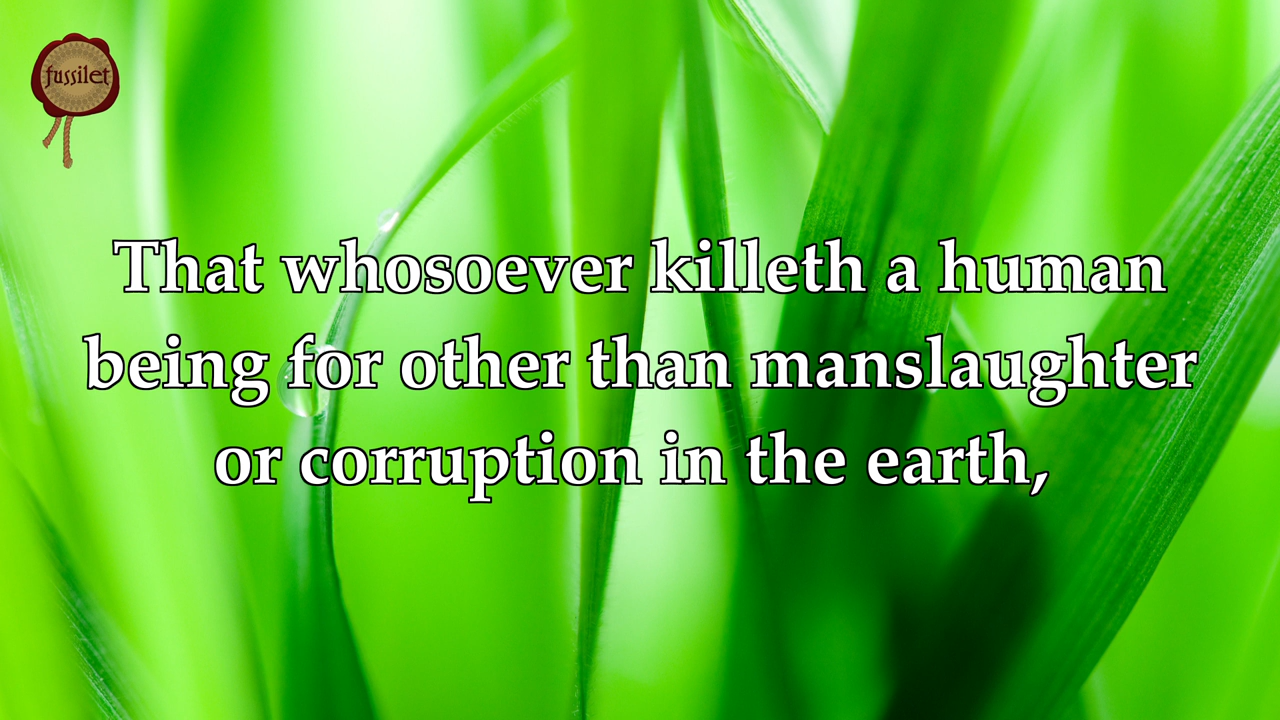 fussilet
That whosoever killeth a human
being for other than manslaughter
or corruption in the earth,